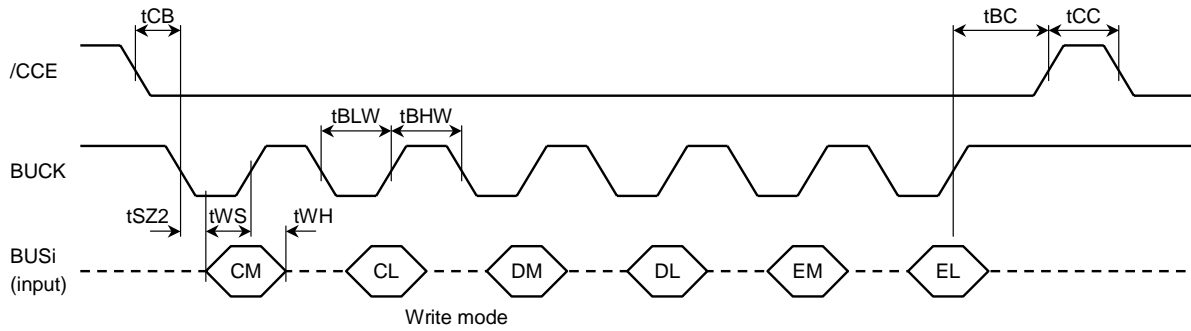 tCB tBC tCC
/CCE
tBLW tBHW
BUCK
tSZ2 tWS tWH
BUSi
(input)
CM CL DM DL EM EL
Write mode